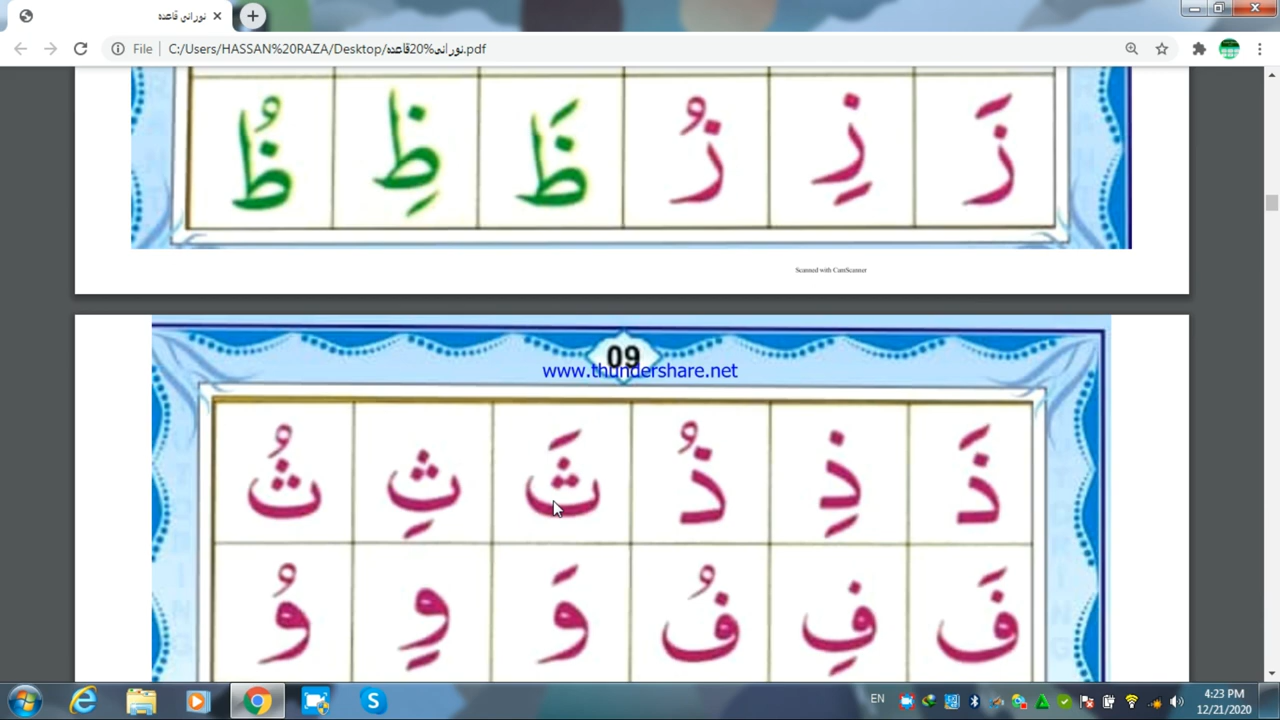 نورانی قاعدہ
File C:/Users/HASSAN%20RAZA/Desktop/نورانی%20قاعدہ.pdf
زَ زِ زُ ظَ ظِ ظُ
Scanned with CamScanner
09
www.thundershare.net
ذَ ذِ ذُ ثَ ثِ ثُ
فَ فِ فُ وَ وِ وُ
EN
4:23 PM
12/21/2020